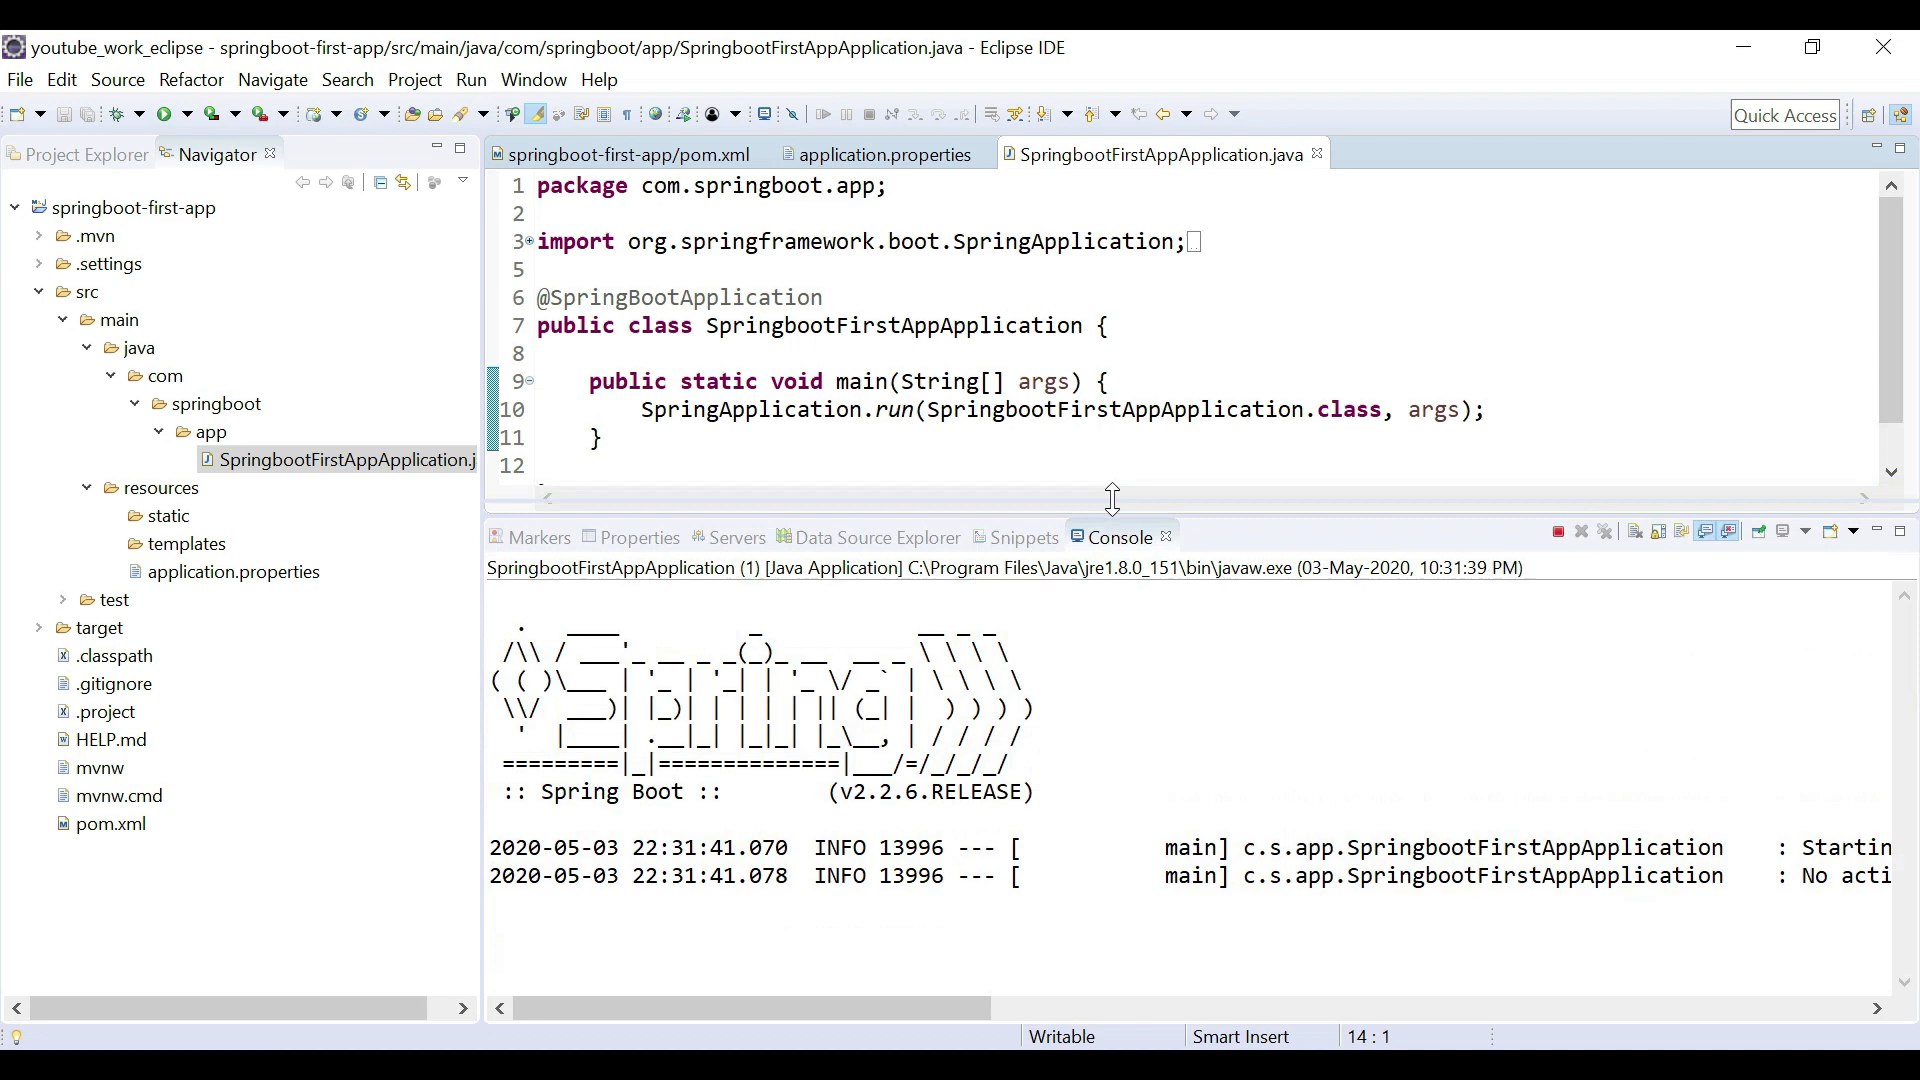 youtube_work_eclipse - springboot-first-app/src/main/java/com/springboot/app/SpringbootFirstAppApplication.java - Eclipse IDE
File Edit Source Refactor Navigate Search Project Run Window Help
Quick Access
Project Explorer Navigator
springboot-first-app
.mvn
.settings
src
main
java
com
springboot
app
SpringbootFirstAppApplication.j
resources
static
templates
application.properties
test
target
.classpath
.gitignore
.project
HELP.md
mvnw
mvnw.cmd
pom.xml
springboot-first-app/pom.xml application.properties SpringbootFirstAppApplication.java
1 package com.springboot.app;
2
3 import org.springframework.boot.SpringApplication;
5
6 @SpringBootApplication
7 public class SpringbootFirstAppApplication {
8
9 public static void main(String[] args) {
10 SpringApplication.run(SpringbootFirstAppApplication.class, args);
11 }
12
Markers Properties Servers Data Source Explorer Snippets Console
SpringbootFirstAppApplication (1) [Java Application] C:\Program Files\Java\jre1.8.0_151\bin\javaw.exe (03-May-2020, 10:31:39 PM)
Spring
:: Spring Boot :: (v2.2.6.RELEASE)
2020-05-03 22:31:41.070 INFO 13996 --- [ main] c.s.app.SpringbootFirstAppApplication : Startin
2020-05-03 22:31:41.078 INFO 13996 --- [ main] c.s.app.SpringbootFirstAppApplication : No acti
Writable Smart Insert 14 : 1